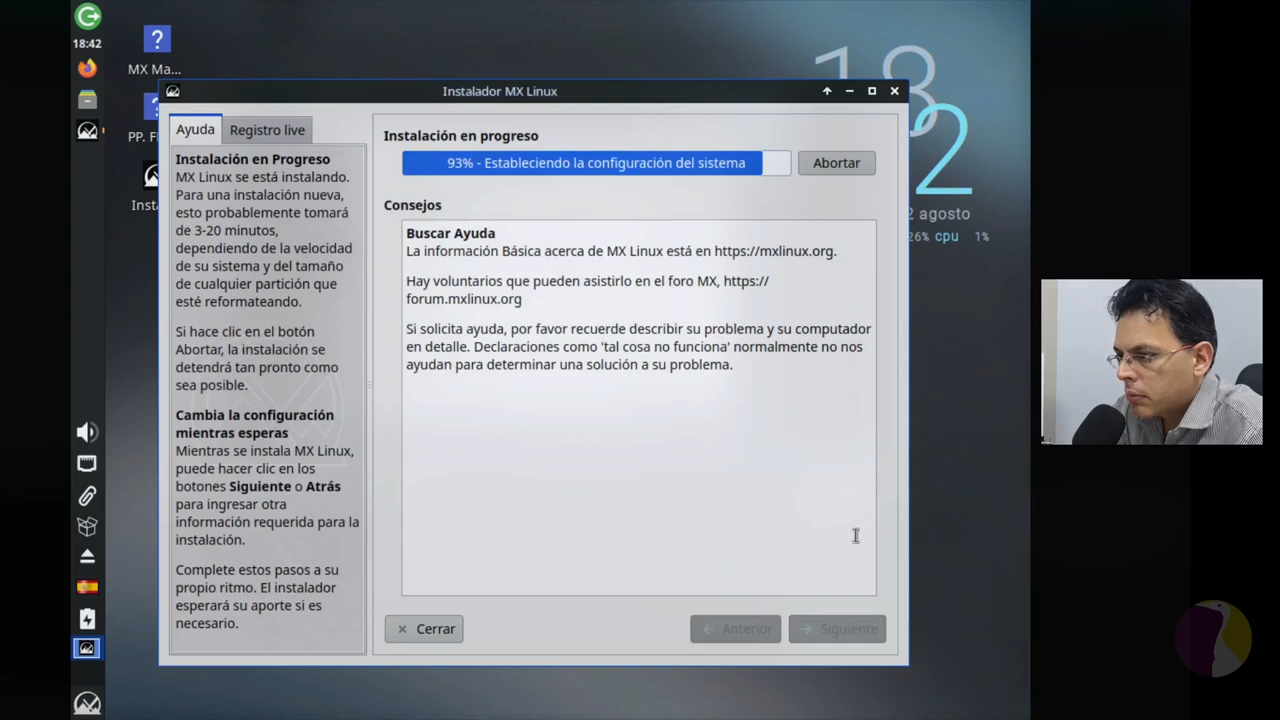 18:42
MX Ma...
PP. F
Inst
18
2
2 agosto
26% cpu 1%
Instalador MX Linux
Ayuda
Registro live
Instalación en Progreso
MX Linux se está instalando.
Para una instalación nueva,
esto probablemente tomará
de 3-20 minutos,
dependiendo de la velocidad
de su sistema y del tamaño
de cualquier partición que
esté reformateando.
Si hace clic en el botón
Abortar, la instalación se
detendrá tan pronto como
sea posible.
Cambia la configuración
mientras esperas
Mientras se instala MX Linux,
puede hacer clic en los
botones Siguiente o Atrás
para ingresar otra
información requerida para la
instalación.
Complete estos pasos a su
propio ritmo. El instalador
esperará su aporte si es
necesario.
Instalación en progreso
93% - Estableciendo la configuración del sistema
Abortar
Consejos
Buscar Ayuda
La información Básica acerca de MX Linux está en https://mxlinux.org.
Hay voluntarios que pueden asistirlo en el foro MX, https://
forum.mxlinux.org
Si solicita ayuda, por favor recuerde describir su problema y su computador
en detalle. Declaraciones como 'tal cosa no funciona' normalmente no nos
ayudan para determinar una solución a su problema.
Cerrar
Anterior
Siguiente